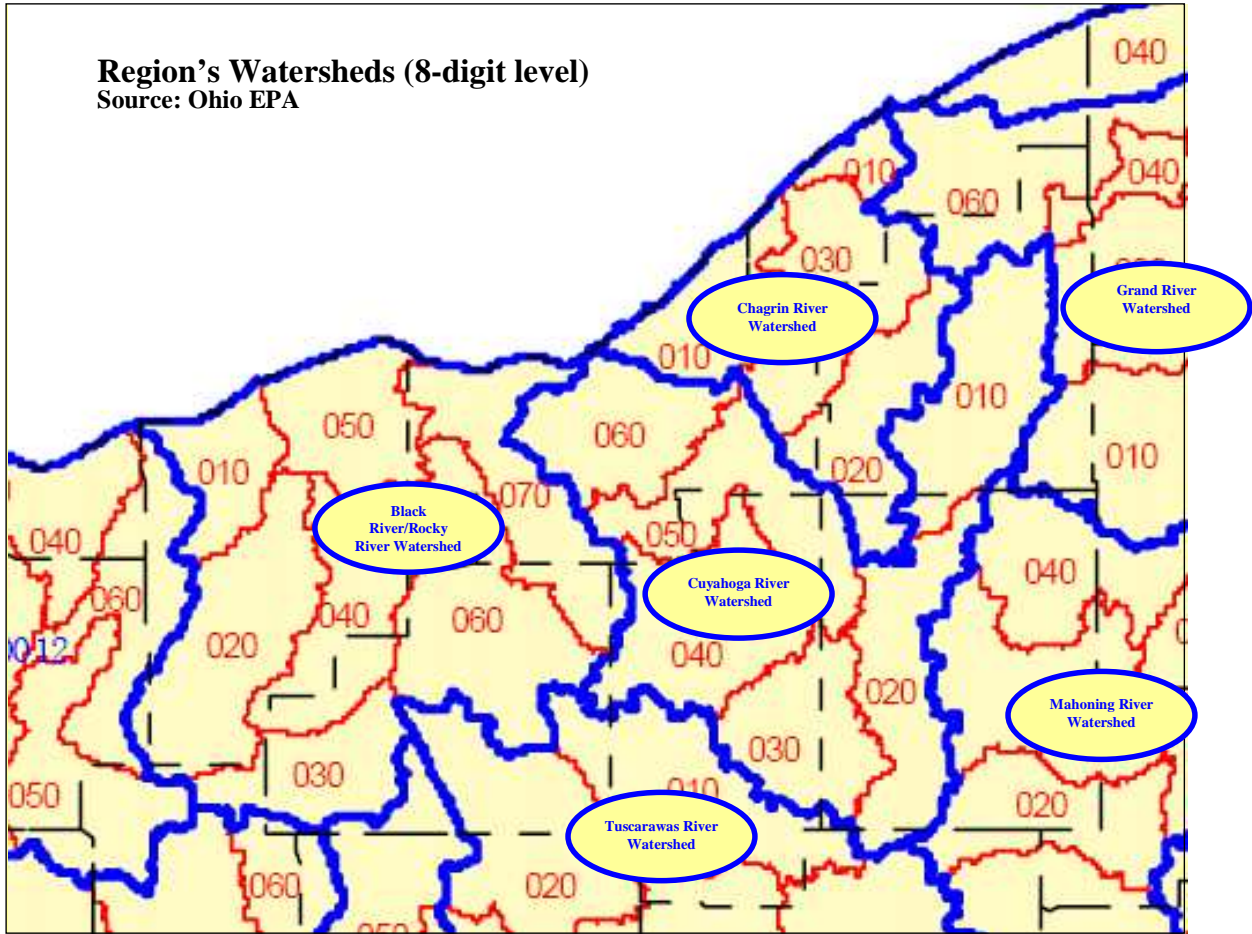 Region's Watersheds (8-digit level)
Source: Ohio EPA
040
010
040
060
030
Chagrin River
Watershed
Grand River
Watershed
010
010
050
060
010
010
020
070
Black
River/Rocky
River Watershed
050
040
Cuyahoga River
Watershed
040
060
040
060
020
040
020
Mahoning River
Watershed
030
030
050
010
020
Tuscarawas River
Watershed
060
020